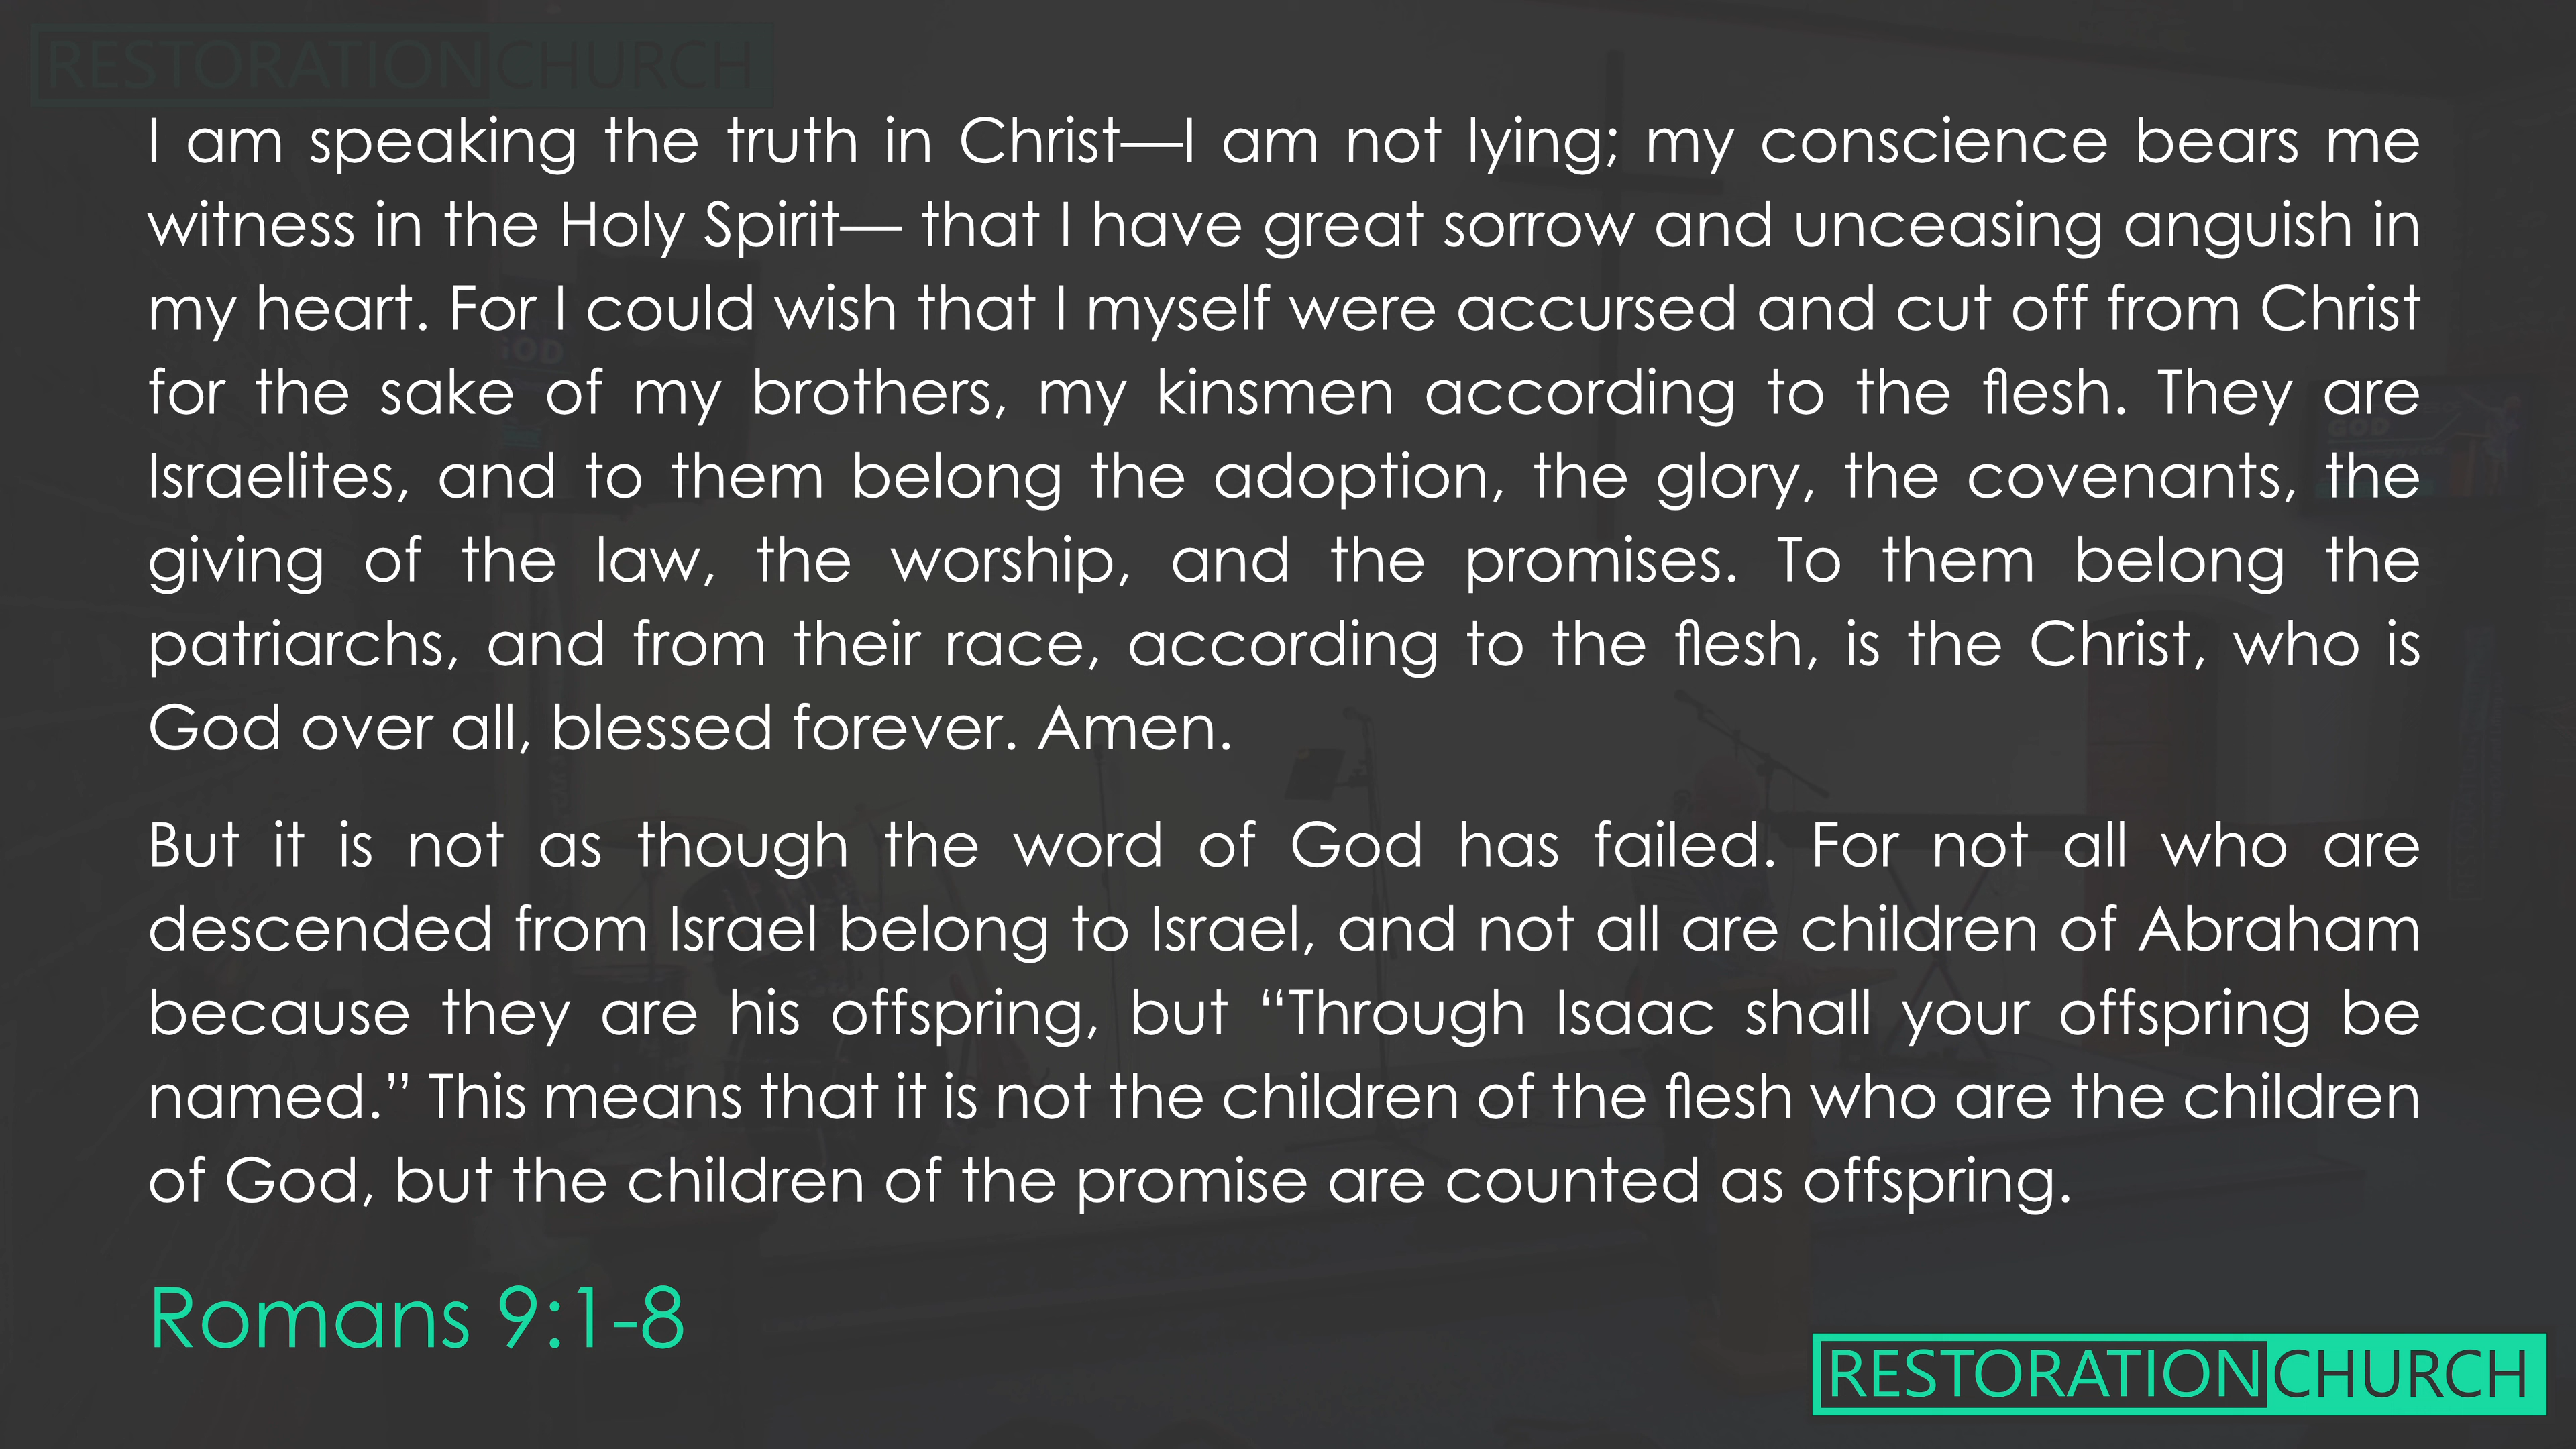 RESTORATIONCHURCH
I am speaking the truth in Christ—I am not lying; my conscience bears me
witness in the Holy Spirit— that I have great sorrow and unceasing anguish in
my heart. For I could wish that I myself were accursed and cut off from Christ
for the sake of my brothers, my kinsmen according to the flesh. They are
Israelites, and to them belong the adoption, the glory, the covenants, the
giving of the law, the worship, and the promises. To them belong the
patriarchs, and from their race, according to the flesh, is the Christ, who is
God over all, blessed forever. Amen.
But it is not as though the word of God has failed. For not all who are
descended from Israel belong to Israel, and not all are children of Abraham
because they are his offspring, but “Through Isaac shall your offspring be
named.” This means that it is not the children of the flesh who are the children
of God, but the children of the promise are counted as offspring.
Romans 9:1-8
RESTORATIONCHURCH
GOD